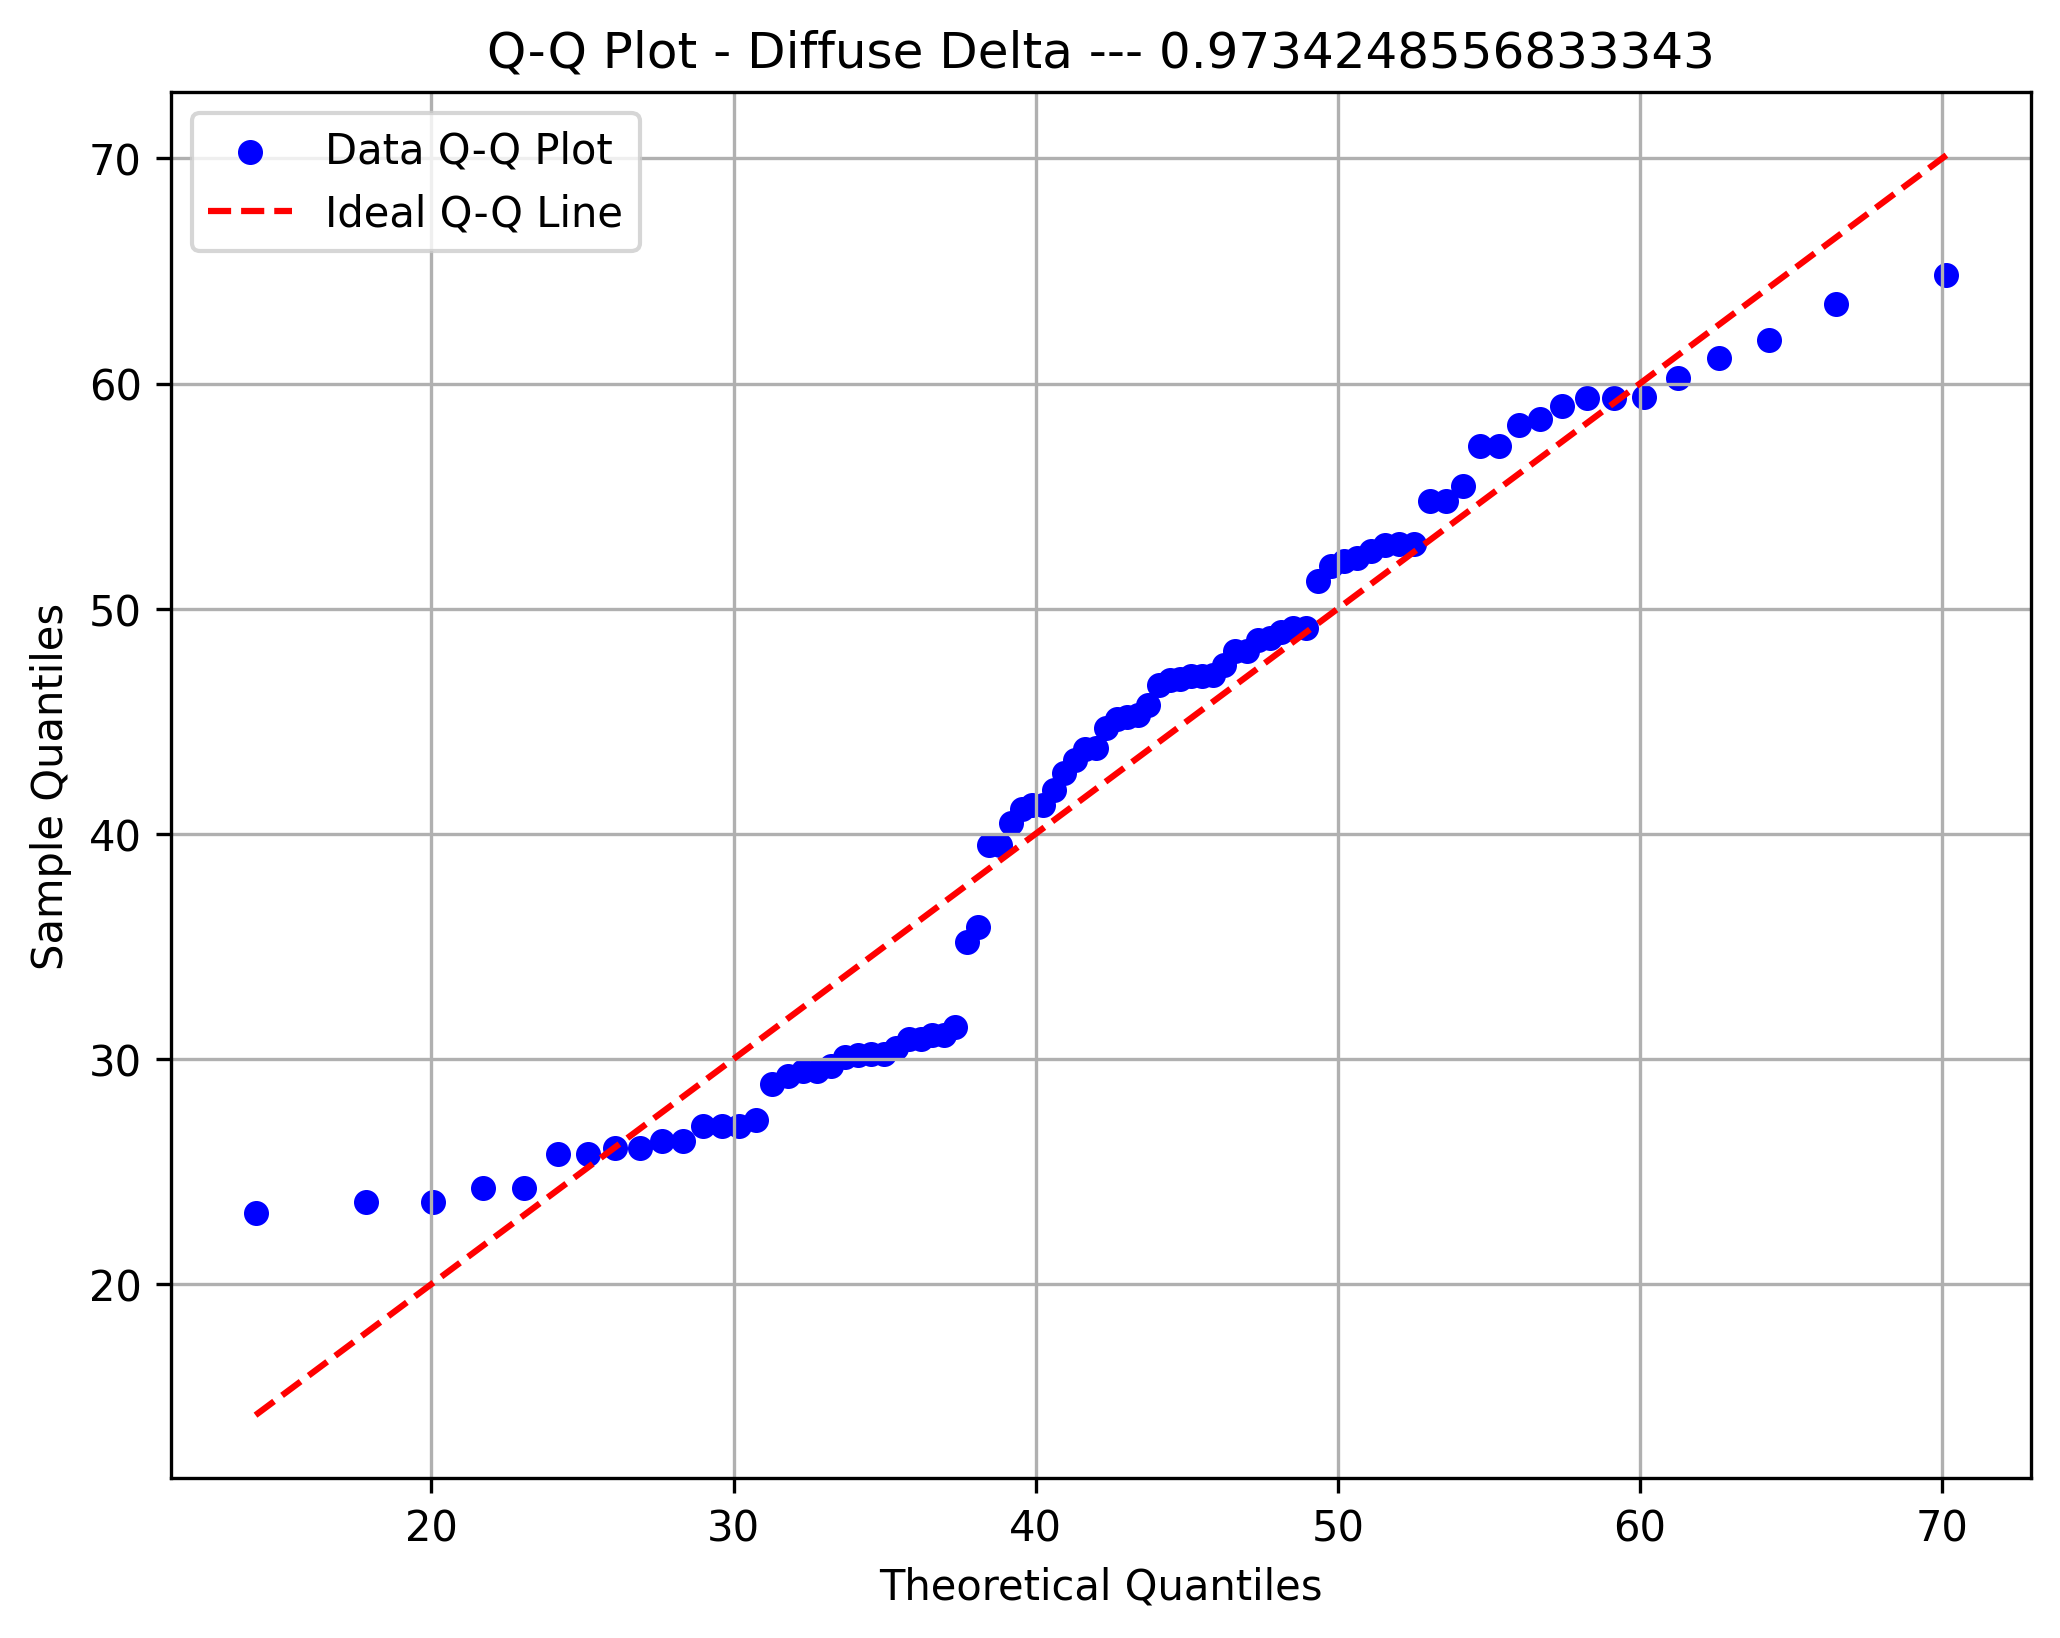 Q-Q Plot - Diffuse Delta --- 0.9734248556833343
Data Q-Q Plot
Ideal Q-Q Line
70
60
50
40
30
20
Sample Quantiles
20 30 40 50 60 70
Theoretical Quantiles